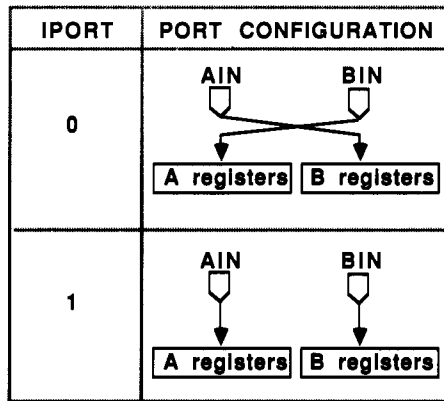 IPORT PORT CONFIGURATION
0
AIN BIN
A registers B registers
1
AIN BIN
A registers B registers